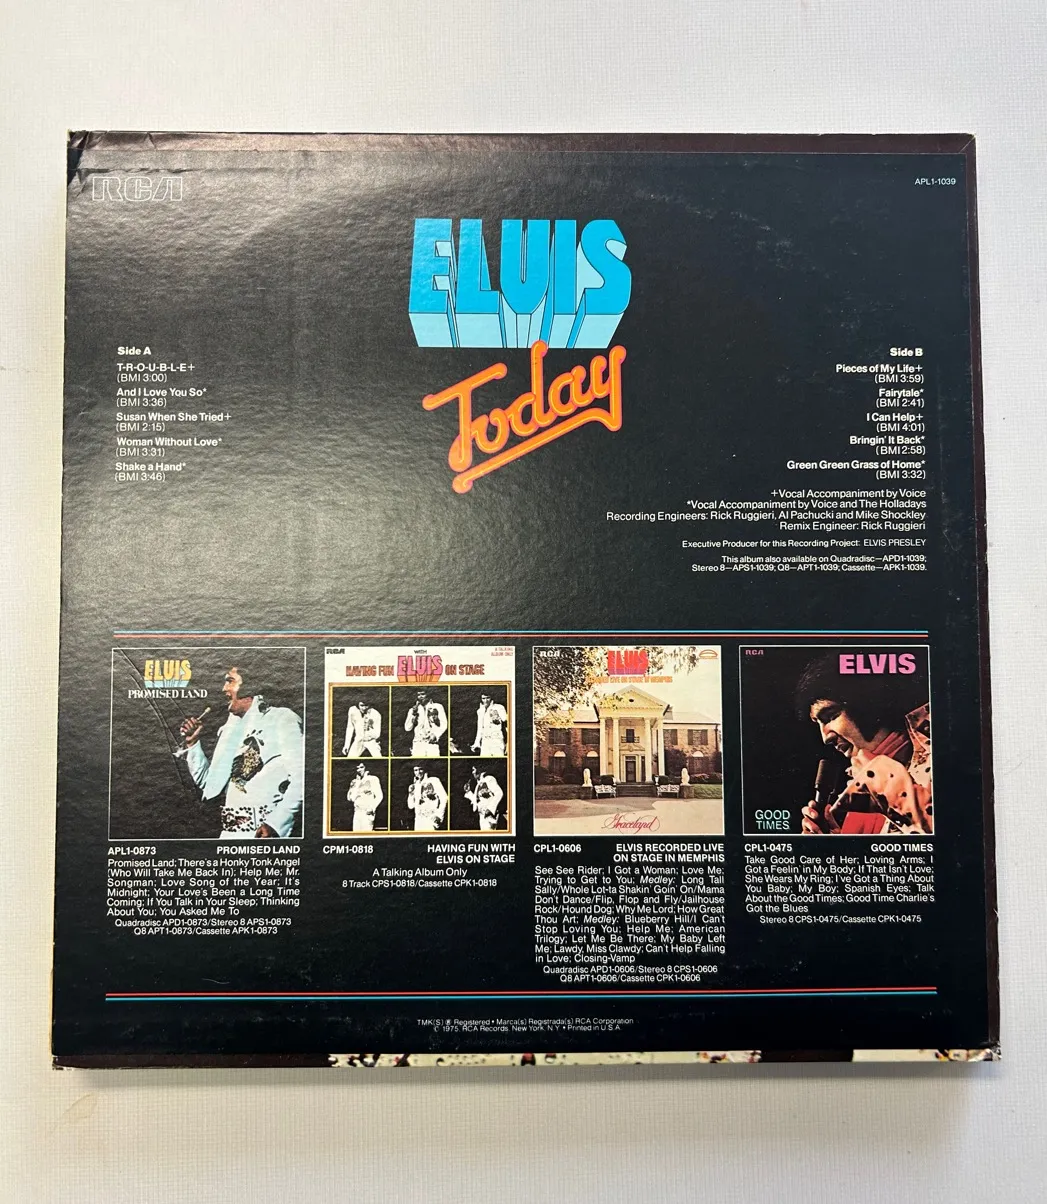 RCA
APL1-1039
ELVIS
Today
Side A
T-R-O-U-B-L-E+
(BMI 3:00)
And I Love You So*
(BMI 3:36)
Susan When She Tried+
(BMI 2:15)
Woman Without Love*
(BMI 3:31)
Shake a Hand*
(BMI 3:46)
Side B
Pieces of My Life+
(BMI 3:59)
Fairytale*
(BMI 2:41)
I Can Help+
(BMI 4:01)
Bringin' It Back*
(BMI 2:58)
Green Green Grass of Home*
(BMI 3:32)
+Vocal Accompaniment by Voice
*Vocal Accompaniment by Voice and The Holladays
Recording Engineers: Rick Ruggieri, Al Pachucki and Mike Shockley
Remix Engineer: Rick Ruggieri
Executive Producer for this Recording Project: ELVIS PRESLEY
This album also available on Quadradisc—APD1-1039;
Stereo 8—APS1-1039; Q8—APT1-1039; Cassette—APK1-1039.
ELVIS
PROMISED LAND
APL1-0873 PROMISED LAND
Promised Land; There's a Honky Tonk Angel
(Who Will Take Me Back In); Help Me; Mr.
Songman; Love Song of the Year; It's
Midnight; Your Love's Been a Long Time
Coming; If You Talk in Your Sleep; Thinking
About You; You Asked Me To
Quadradisc APD1-0873/Stereo 8 APS1-0873
Q8 APT1-0873/Cassette APK1-0873
RCA
A TALKING
ALBUM ONLY
HAVING FUN WITH ELVIS ON STAGE
CPM1-0818 HAVING FUN WITH
ELVIS ON STAGE
A Talking Album Only
8 Track CPS1-0818/Cassette CPK1-0818
RCA
ELVIS
Graceland
CPL1-0606 ELVIS RECORDED LIVE
ON STAGE IN MEMPHIS
See See Rider; I Got a Woman; Love Me;
Trying to Get to You; Medley: Long Tall
Sally/Whole Lot-ta Shakin' Goin' On/Mama
Don't Dance/Flip, Flop and Fly/Jailhouse
Rock/Hound Dog; Why Me Lord; How Great
Thou Art; Medley: Blueberry Hill/I Can't
Stop Loving You; Help Me; American
Trilogy; Let Me Be There; My Baby Left
Me; Lawdy, Miss Clawdy; Can't Help Falling
in Love; Closing-Vamp
Quadradisc APD1-0606/Stereo 8 CPS1-0606
Q8 APT1-0606/Cassette CPK1-0606
RCA
ELVIS
GOOD
TIMES
CPL1-0475 GOOD TIMES
Take Good Care of Her; Loving Arms; I
Got a Feelin' in My Body; If That Isn't Love;
She Wears My Ring; I've Got a Thing About
You Baby; My Boy; Spanish Eyes; Talk
About the Good Times; Good Time Charlie's
Got the Blues
Stereo 8 CPS1-0475/Cassette CPK1-0475
TMK(S) ® Registered • Marca(s) Registrada(s) RCA Corporation
© 1975, RCA Records, New York, N.Y. • Printed in U.S.A.